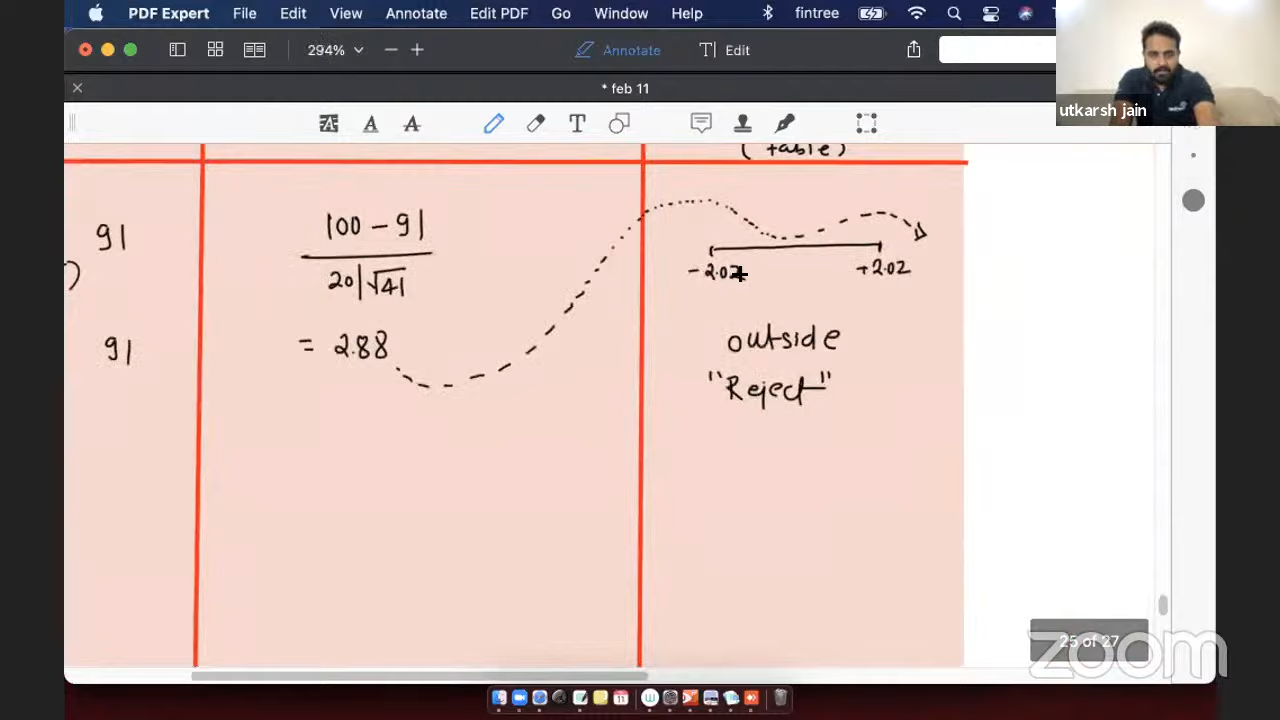 PDF Expert File Edit View Annotate Edit PDF Go Window Help fintree
294% Annotate T Edit
utkarsh jain
* feb 11
A A A T
(table)
91
100 - 91
20|√41
-2.02 +2.02
)
= 2.88
91
outside
"Reject"
25 of 27
zoom
11